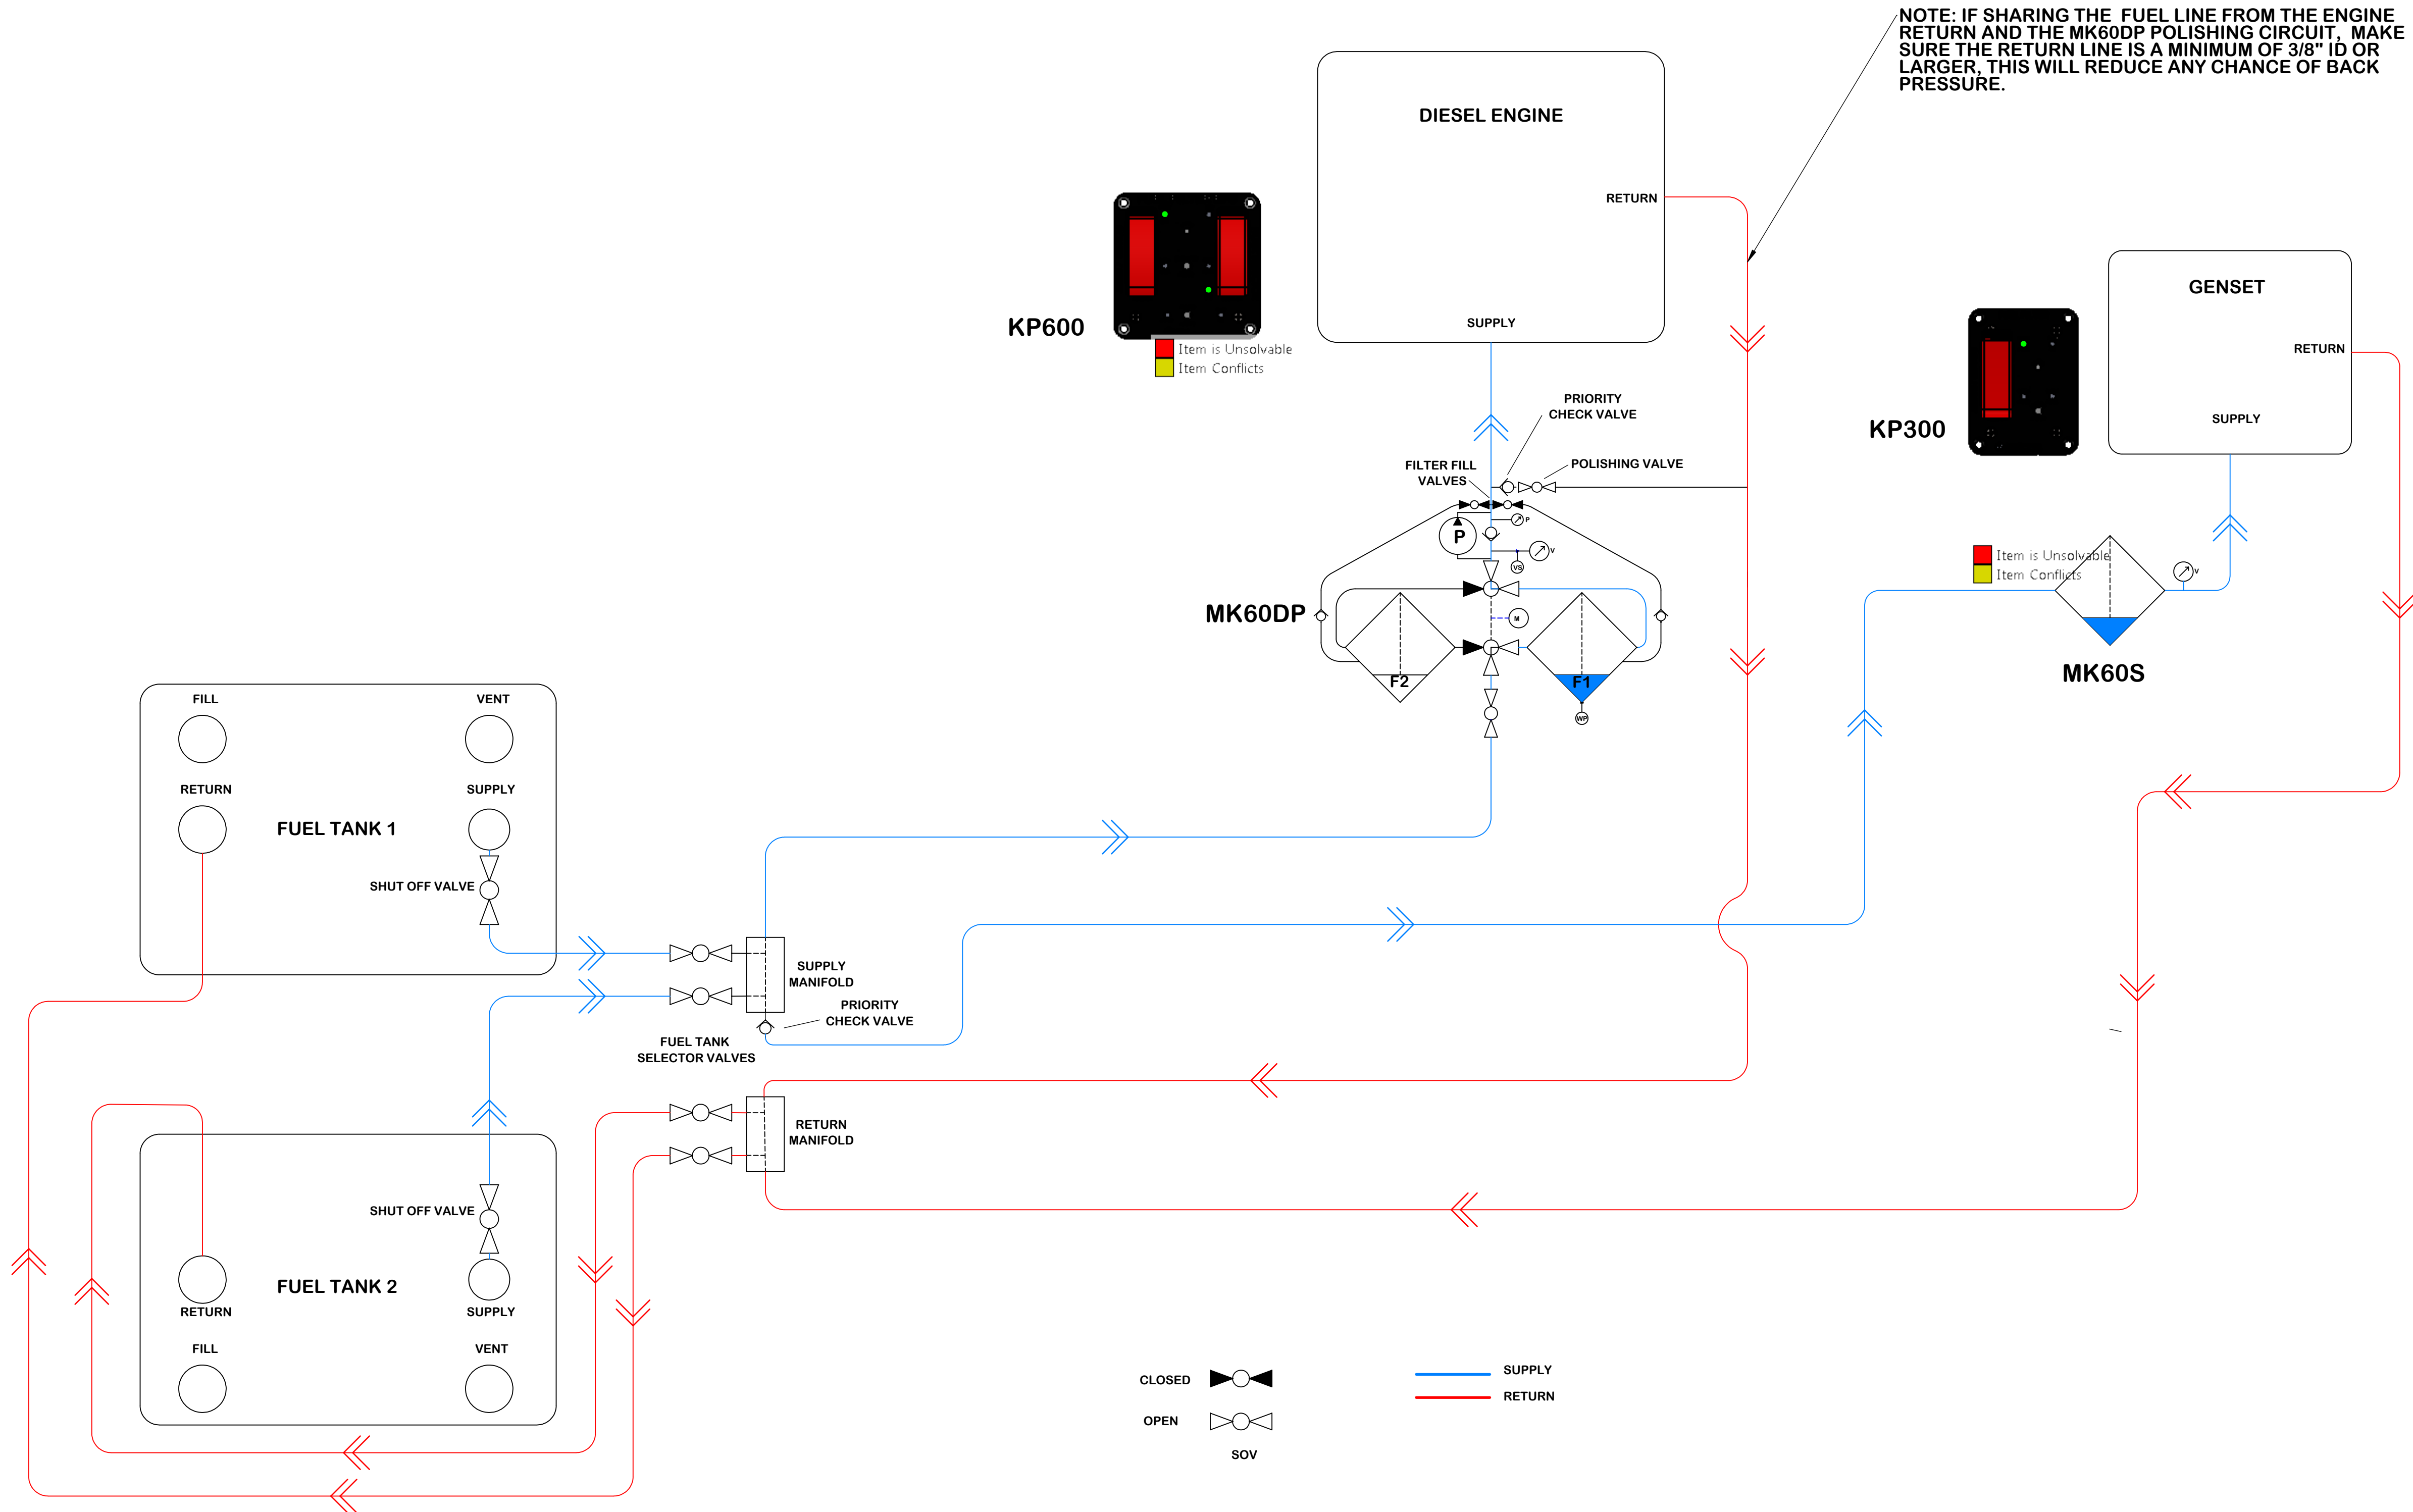 NOTE: IF SHARING THE FUEL LINE FROM THE ENGINE
RETURN AND THE MK60DP POLISHING CIRCUIT, MAKE
SURE THE RETURN LINE IS A MINIMUM OF 3/8" ID OR
LARGER, THIS WILL REDUCE ANY CHANCE OF BACK
PRESSURE.
DIESEL ENGINE
RETURN
SUPPLY
KP600
Item is Unsolvable
Item Conflicts
GENSET
RETURN
SUPPLY
KP300
Item is Unsolvable
Item Conflicts
PRIORITY
CHECK VALVE
FILTER FILL
VALVES
POLISHING VALVE
P
P
V
VS
V
MK60DP
M
F2
F1
WP
MK60S
FILL
VENT
RETURN
SUPPLY
FUEL TANK 1
SHUT OFF VALVE
SUPPLY
MANIFOLD
PRIORITY
CHECK VALVE
FUEL TANK
SELECTOR VALVES
RETURN
MANIFOLD
SHUT OFF VALVE
FUEL TANK 2
RETURN
SUPPLY
FILL
VENT
CLOSED
OPEN
SOV
SUPPLY
RETURN